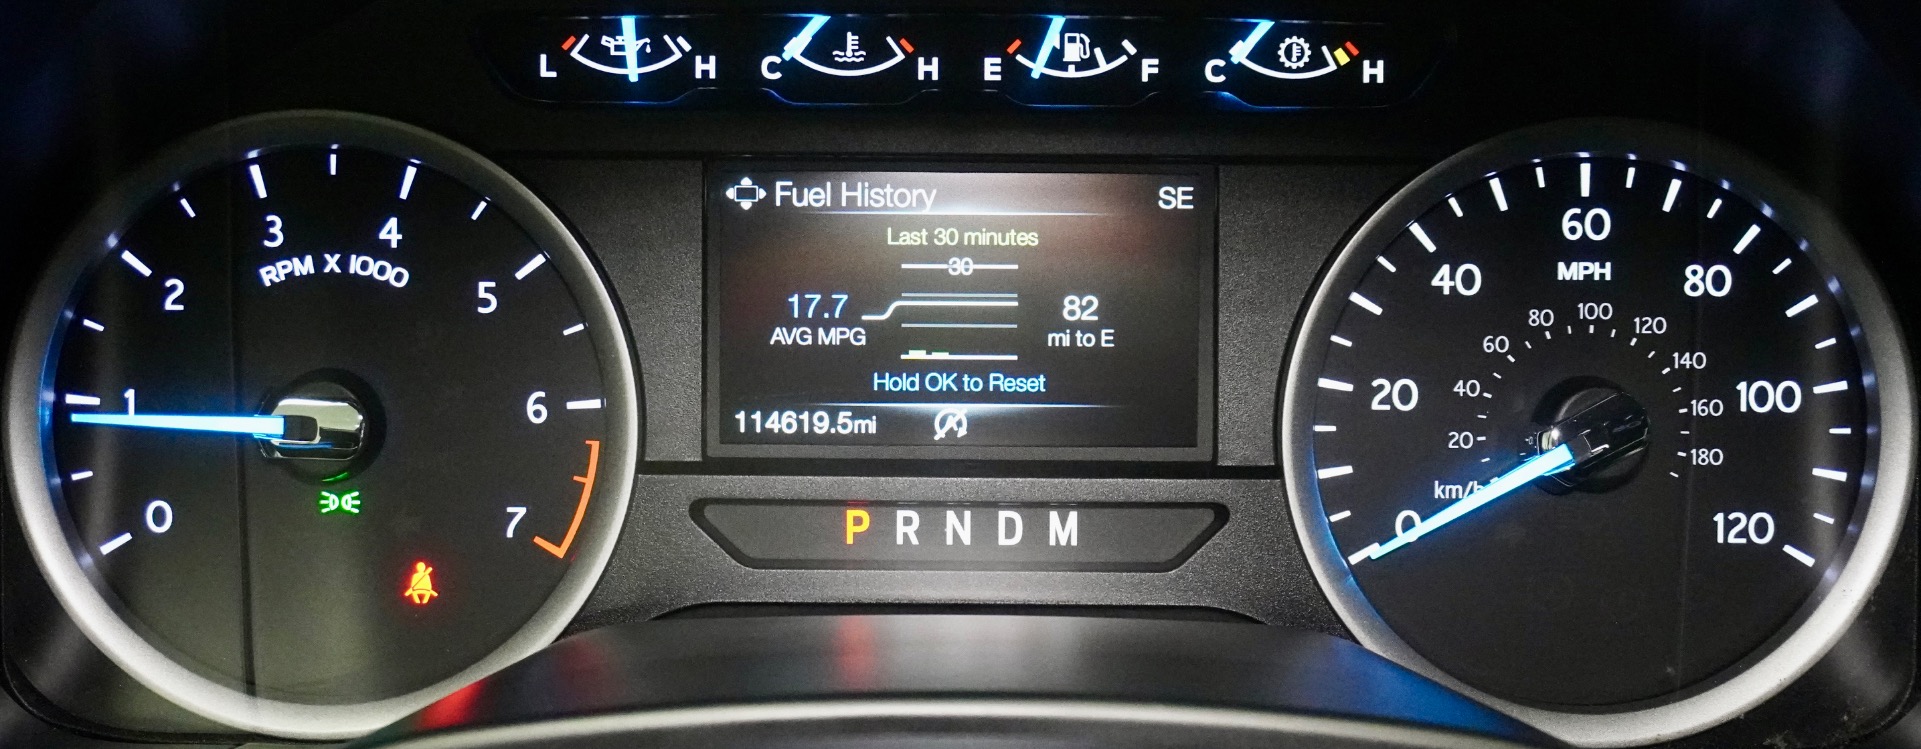 L H C H E F C H
Fuel History SE
Last 30 minutes
30
17.7 82
AVG MPG mi to E
Hold OK to Reset
114619.5mi
0 1 2 3 4 5 6 7
RPM X 1000
P R N D M
0 20 40 60 80 100 120
MPH
20 40 60 80 100 120 140 160 180
km/h